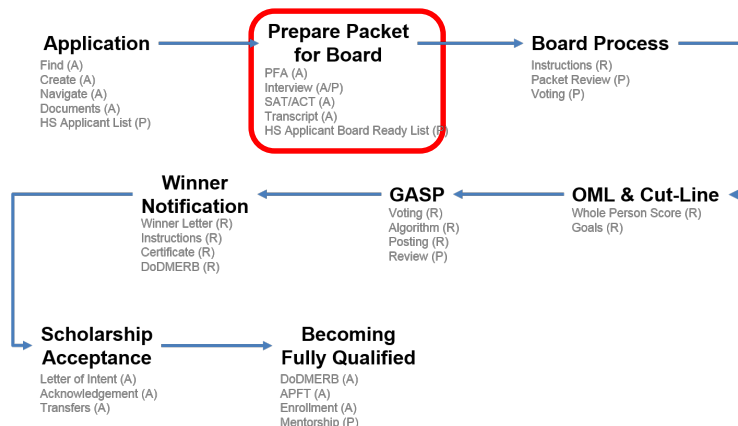 Application
Find (A)
Create (A)
Navigate (A)
Documents (A)
HS Applicant List (P)
Prepare Packet
for Board
PFA (A)
Interview (A/P)
SAT/ACT (A)
Transcript (A)
HS Applicant Board Ready List (P)
Board Process
Instructions (R)
Packet Review (P)
Voting (P)
Winner
Notification
Winner Letter (R)
Instructions (R)
Certificate (R)
DoDMERB (R)
GASP
Voting (R)
Algorithm (R)
Posting (R)
Review (P)
OML & Cut-Line
Whole Person Score (R)
Goals (R)
Scholarship
Acceptance
Letter of Intent (A)
Acknowledgement (A)
Transfers (A)
Becoming
Fully Qualified
DoDMERB (A)
APFT (A)
Enrollment (A)
Mentorship (P)